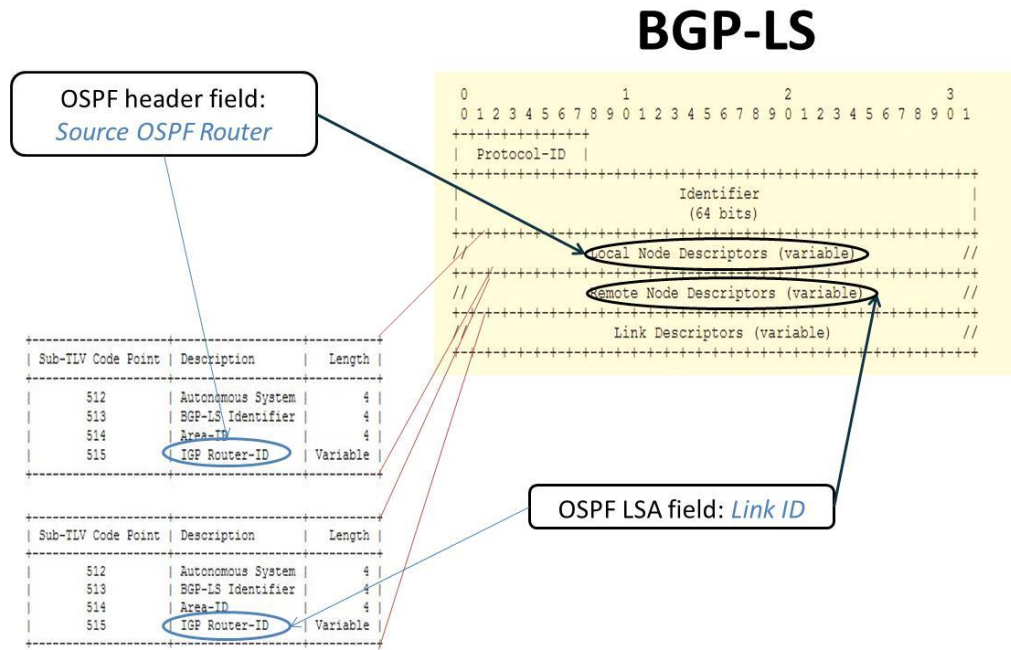 BGP-LS
OSPF header field:
Source OSPF Router
0 1 2 3
0 1 2 3 4 5 6 7 8 9 0 1 2 3 4 5 6 7 8 9 0 1 2 3 4 5 6 7 8 9 0 1
+-+-+-+-+-+-+-+-+
| Protocol-ID |
+-+-+-+-+-+-+-+-+-+-+-+-+-+-+-+-+-+-+-+-+-+-+-+-+-+-+-+-+-+-+-+-+
| Identifier |
| (64 bits) |
+-+-+-+-+-+-+-+-+-+-+-+-+-+-+-+-+-+-+-+-+-+-+-+-+-+-+-+-+-+-+-+-+
// Local Node Descriptors (variable) //
+-+-+-+-+-+-+-+-+-+-+-+-+-+-+-+-+-+-+-+-+-+-+-+-+-+-+-+-+-+-+-+-+
// Remote Node Descriptors (variable) //
+-+-+-+-+-+-+-+-+-+-+-+-+-+-+-+-+-+-+-+-+-+-+-+-+-+-+-+-+-+-+-+-+
// Link Descriptors (variable) //
+-+-+-+-+-+-+-+-+-+-+-+-+-+-+-+-+-+-+-+-+-+-+-+-+-+-+-+-+-+-+-+-+
+--------------------+-------------------+----------+
| Sub-TLV Code Point | Description | Length |
+--------------------+-------------------+----------+
| 512 | Autonomous System | 4 |
| 513 | BGP-LS Identifier | 4 |
| 514 | Area-ID | 4 |
| 515 | IGP Router-ID | Variable |
+--------------------+-------------------+----------+
OSPF LSA field: Link ID
+--------------------+-------------------+----------+
| Sub-TLV Code Point | Description | Length |
+--------------------+-------------------+----------+
| 512 | Autonomous System | 4 |
| 513 | BGP-LS Identifier | 4 |
| 514 | Area-ID | 4 |
| 515 | IGP Router-ID | Variable |
+--------------------+-------------------+----------+